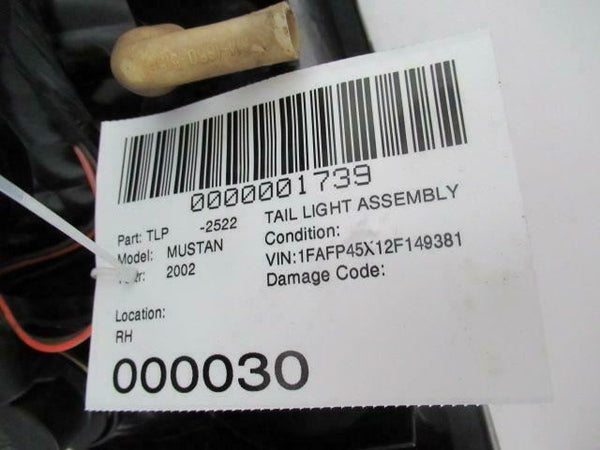 0000001739
Part: TLP -2522 TAIL LIGHT ASSEMBLY
Model: MUSTAN Condition:
2002 VIN:1FAFP45X12F149381
Damage Code:
Location:
RH
000030